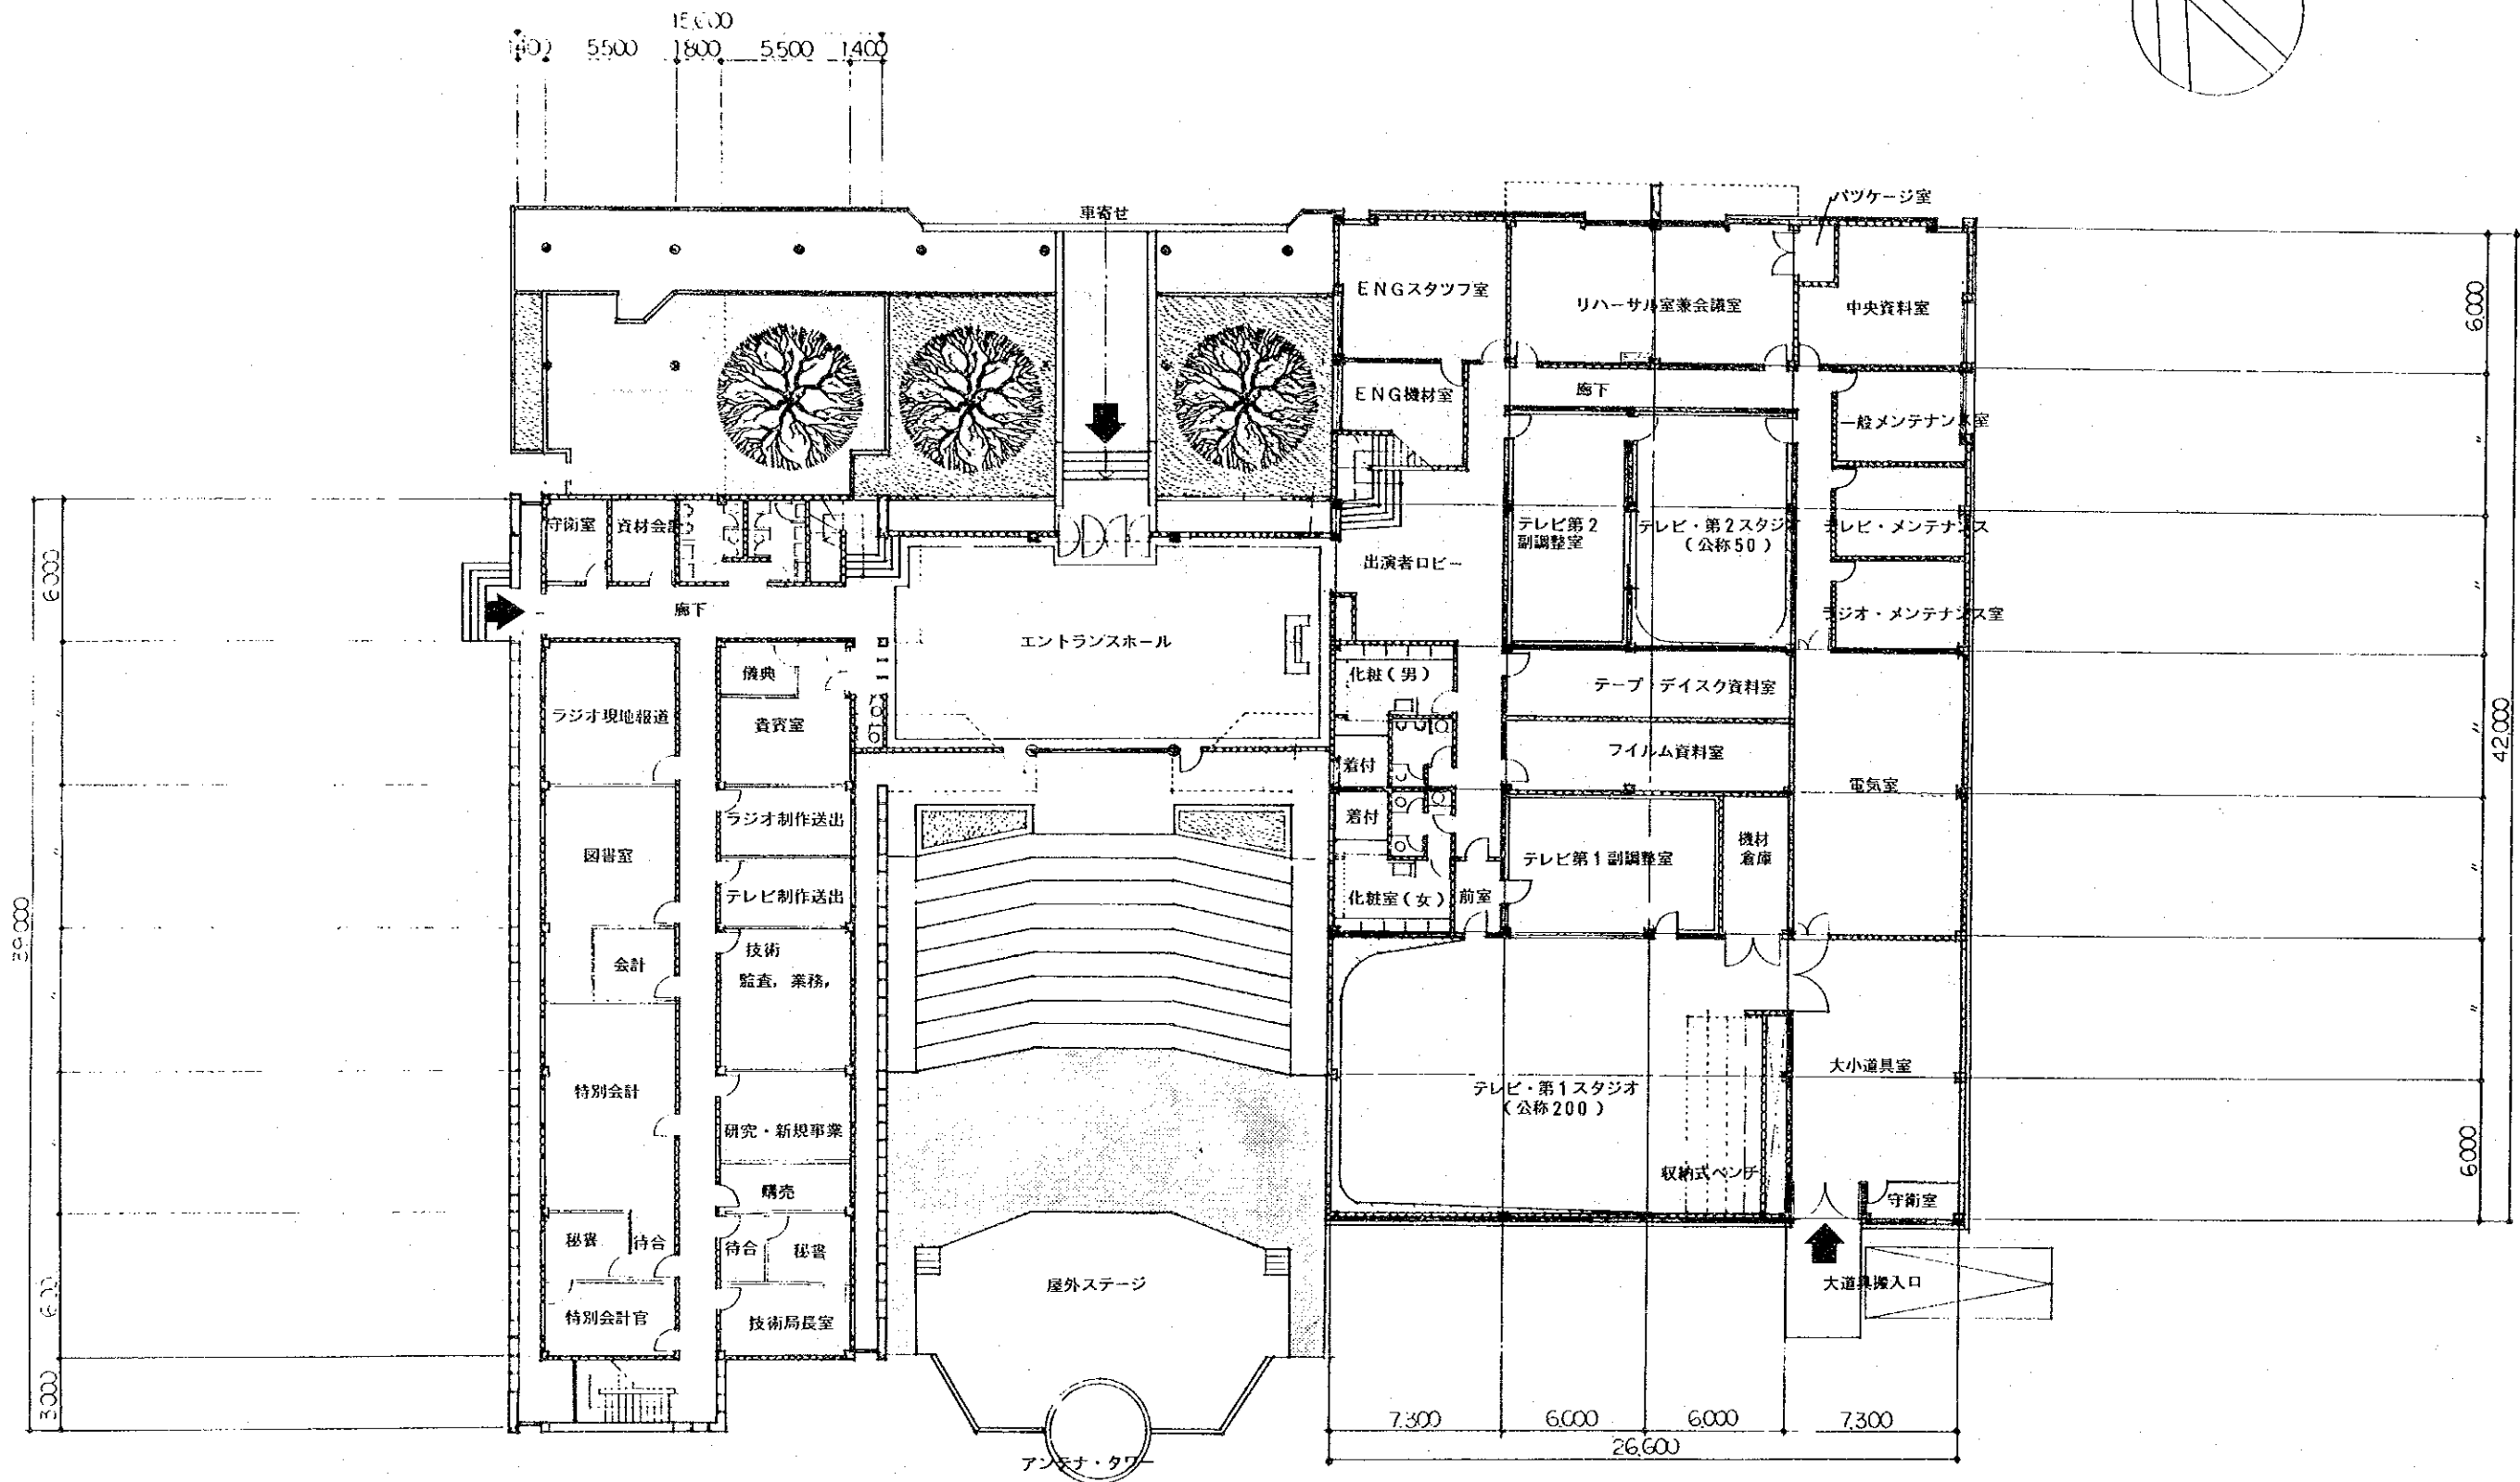 15,600
1400 5,500 1,800 5,500 1,400
車寄せ
パツケージ室
ENGスタツフ室
リハーサル室兼会議室
中央資料室
6,000
ENG機材室
廊下
一般メンテナンス室
〃
守衛室
資材会計
テレビ第2
副調整室
テレビ・第2スタジオ
(公称50)
テレビ・メンテナンス
〃
出演者ロビー
6,000
廊下
エントランスホール
ラジオ・メンテナンス室
儀典
化粧(男)
テープ・デイスク資料室
ラジオ現地報道
貴賓室
〃
フイルム資料室
〃
42,000
着付
電気室
ラジオ制作送出
着付
図書室
機材
倉庫
テレビ第1副調整室
〃
〃
テレビ制作送出
化粧室(女)
前室
39,000
技術
会計
監査，業務，
〃
〃
大小道具室
特別会計
テレビ・第1スタジオ
(公称200)
研究・新規事業
〃
6,000
収納式ベンチ
購売
守衛室
秘書
待合
待合
秘書
屋外ステージ
大道具搬入口
6,000
特別会計官
技術局長室
3,000
7,300 6,000 6,000 7,300
26,600
アンテナ・タワー